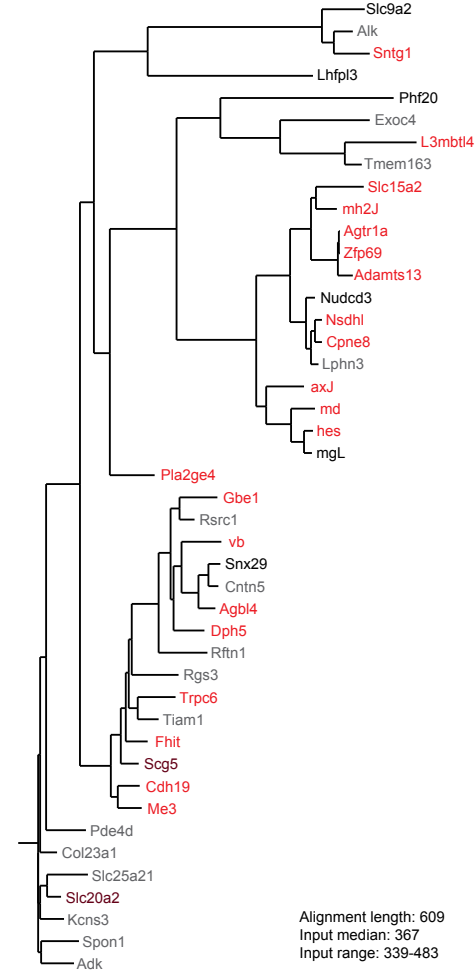 Slc9a2
Alk
Sntg1
Lhfpl3
Phf20
Exoc4
L3mbtl4
Tmem163
Slc15a2
mh2J
Agtr1a
Zfp69
Adamts13
Nudcd3
Nsdhl
Cpne8
Lphn3
axJ
md
hes
mgL
Pla2ge4
Gbe1
Rsrc1
vb
Snx29
Cntn5
Agbl4
Dph5
Rftn1
Rgs3
Trpc6
Tiam1
Fhit
Scg5
Cdh19
Me3
Pde4d
Col23a1
Slc25a21
Slc20a2
Kcns3
Spon1
Adk
Alignment length: 609
Input median: 367
Input range: 339-483